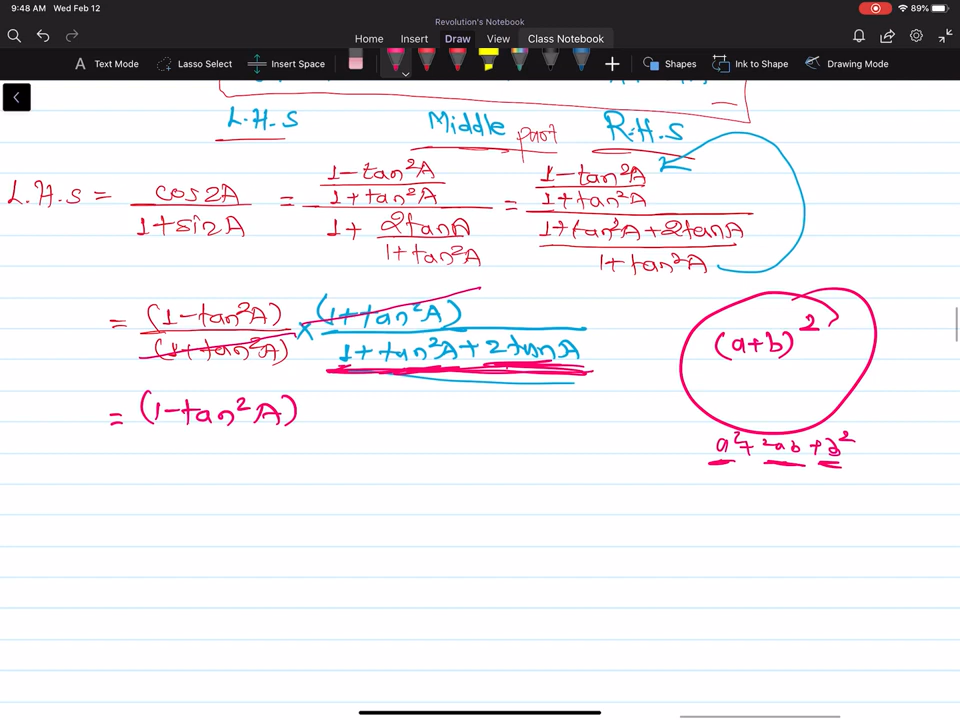 9:48 AM Wed Feb 12
89%
Revolution's Notebook
Home Insert Draw View Class Notebook
Text Mode Lasso Select Insert Space Shapes Ink to Shape Drawing Mode
L.H.S Middle part R.H.S
L.H.S = cos2A / 1+sin2A = (1-tan²A / 1+tan²A) / (1 + 2tanA / 1+tan²A) = (1-tan²A / 1+tan²A) / (1+tan²A+2tanA / 1+tan²A)
= (1-tan²A) / (1+tan²A) × (1+tan²A) / 1+tan²A+2tanA
(a+b)²
= (1-tan²A)
a²+2ab+b²